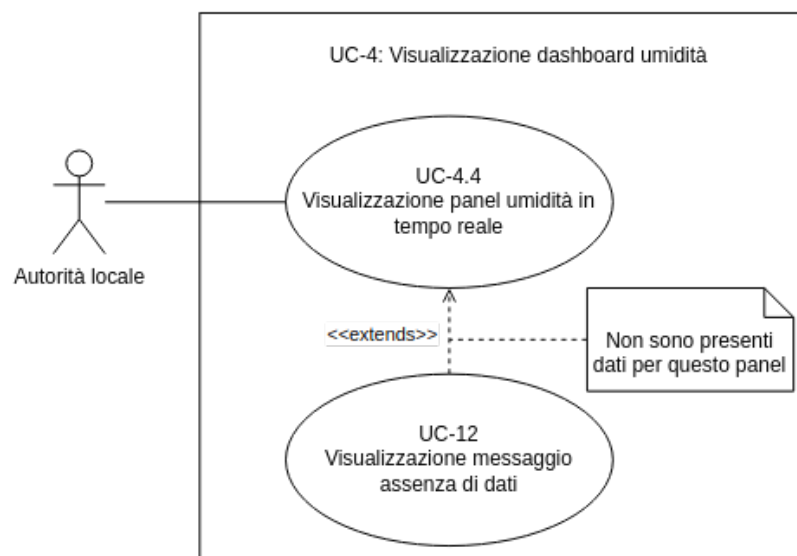 UC-4: Visualizzazione dashboard umidità
UC-4.4
Visualizzazione panel umidità in
tempo reale
Autorità locale
<<extends>>
Non sono presenti
dati per questo panel
UC-12
Visualizzazione messaggio
assenza di dati